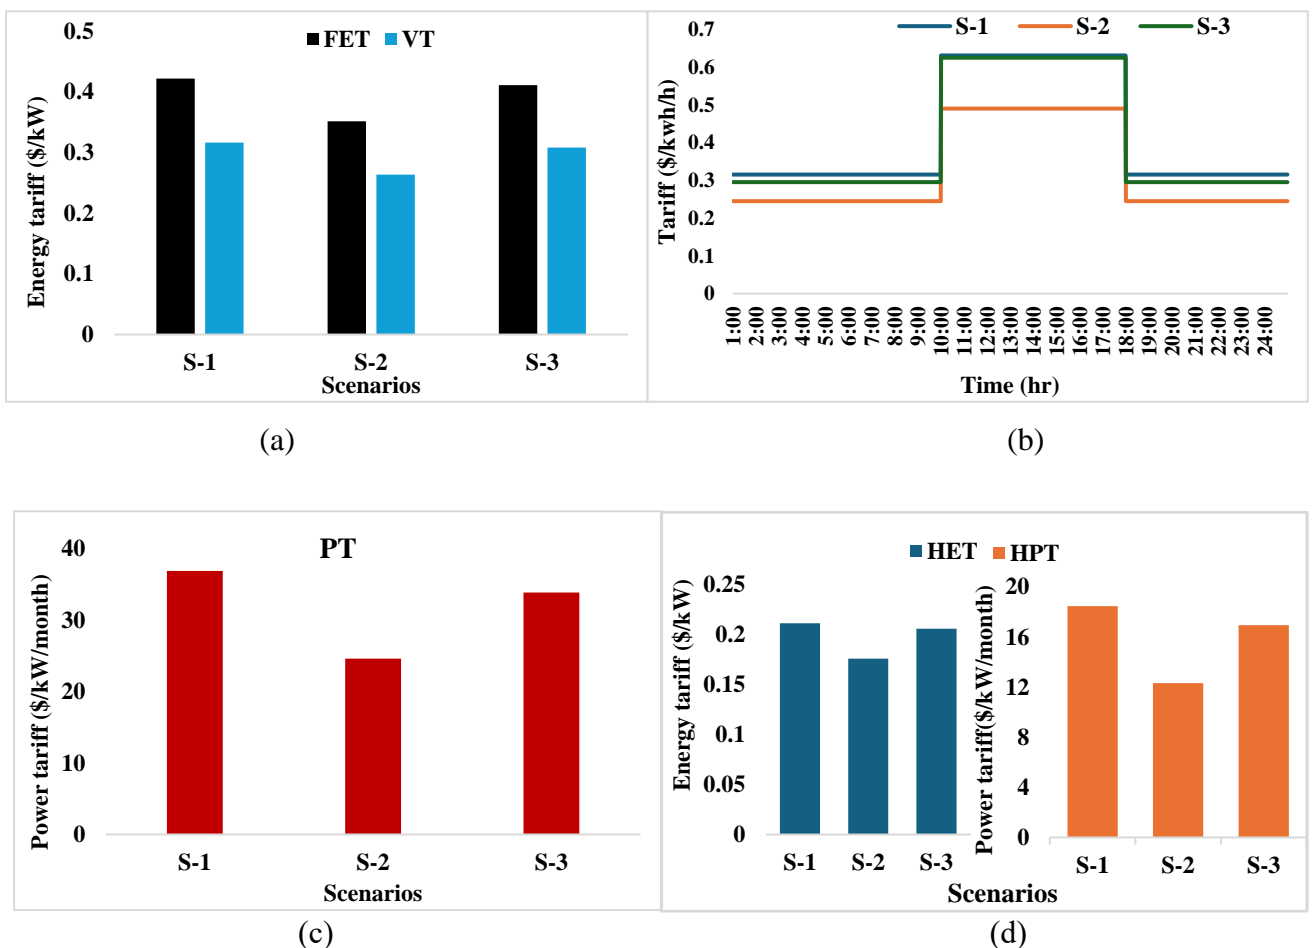 FET VT
Energy tariff ($/kW)
0.5
0.4
0.3
0.2
0.1
0
S-1 S-2 S-3
Scenarios
(a)
S-1 S-2 S-3
Tariff ($/kwh/h)
0.7
0.6
0.5
0.4
0.3
0.2
0.1
0
1:00 2:00 3:00 4:00 5:00 6:00 7:00 8:00 9:00 10:00 11:00 12:00 13:00 14:00 15:00 16:00 17:00 18:00 19:00 20:00 21:00 22:00 23:00 24:00
Time (hr)
(b)
PT
Power tariff ($/kW/month)
40
30
20
10
0
S-1 S-2 S-3
Scenarios
(c)
HET HPT
Energy tariff ($/kW)
0.25
0.2
0.15
0.1
0.05
0
S-1 S-2 S-3
Power tariff($/kW/month)
20
16
12
8
4
0
S-1 S-2 S-3
Scenarios
(d)